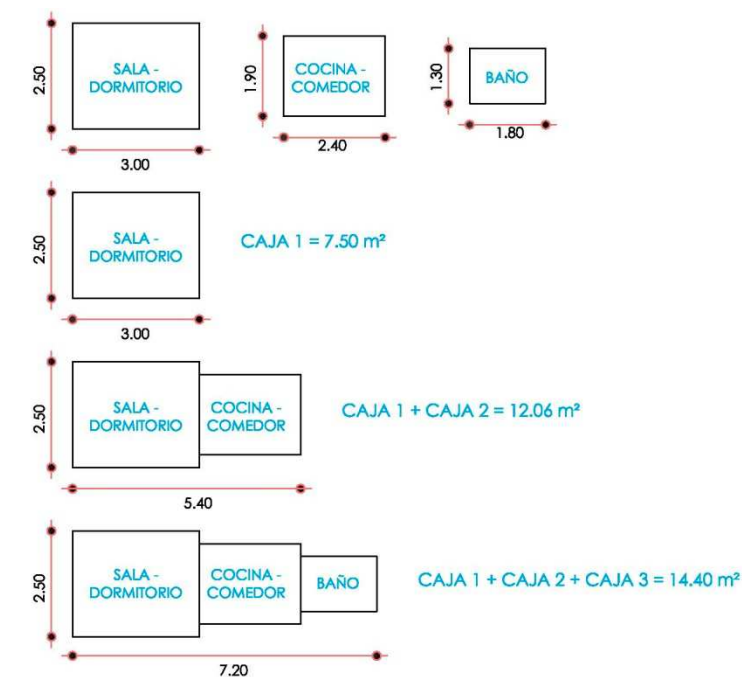 2.50
SALA -
DORMITORIO
3.00
1.90
COCINA -
COMEDOR
2.40
1.30
BAÑO
1.80
2.50
SALA -
DORMITORIO
3.00
CAJA 1 = 7.50 m²
2.50
SALA -
DORMITORIO
COCINA -
COMEDOR
5.40
CAJA 1 + CAJA 2 = 12.06 m²
2.50
SALA -
DORMITORIO
COCINA -
COMEDOR
BAÑO
7.20
CAJA 1 + CAJA 2 + CAJA 3 = 14.40 m²